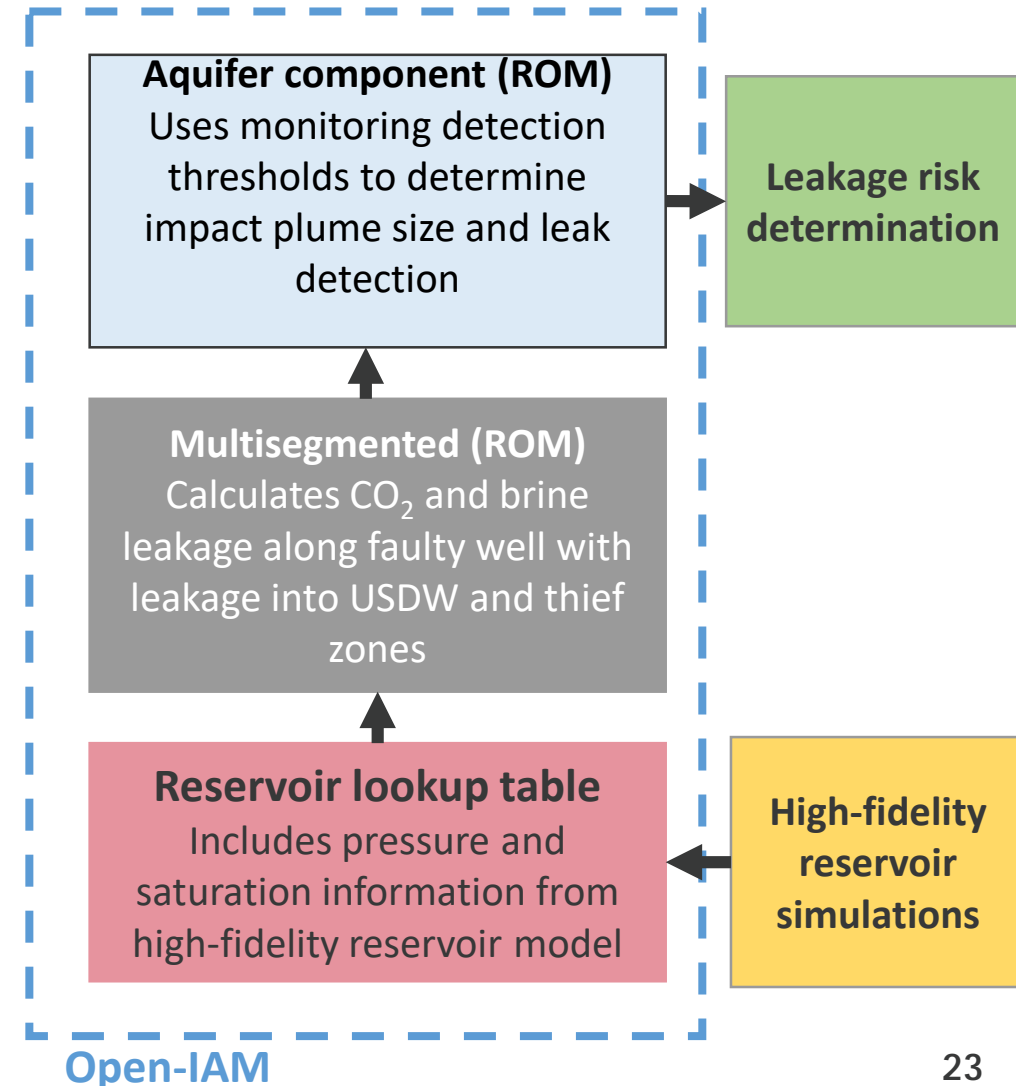 Aquifer component (ROM)
Uses monitoring detection
thresholds to determine
impact plume size and leak
detection
Leakage risk
determination
Multisegmented (ROM)
Calculates CO₂ and brine
leakage along faulty well with
leakage into USDW and thief
zones
Reservoir lookup table
Includes pressure and
saturation information from
high-fidelity reservoir model
High-fidelity
reservoir
simulations
Open-IAM
23